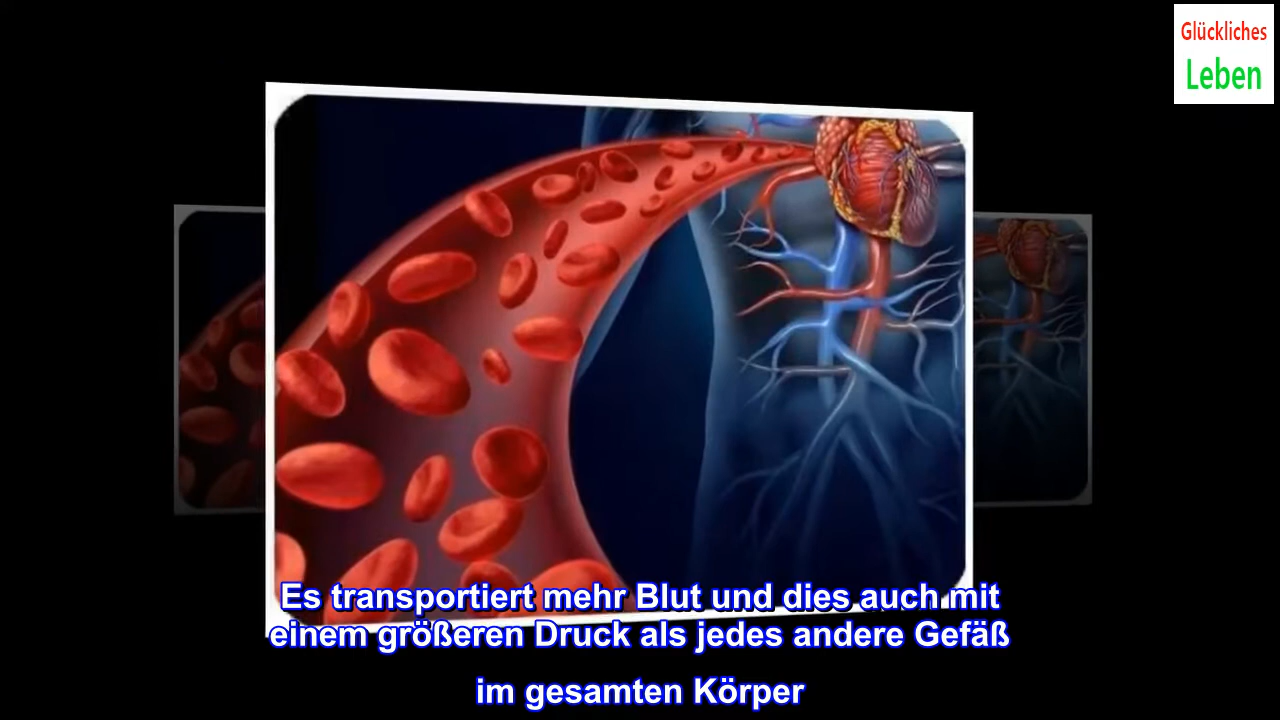 Glückliches
Leben
Es transportiert mehr Blut und dies auch mit
einem größeren Druck als jedes andere Gefäß
im gesamten Körper